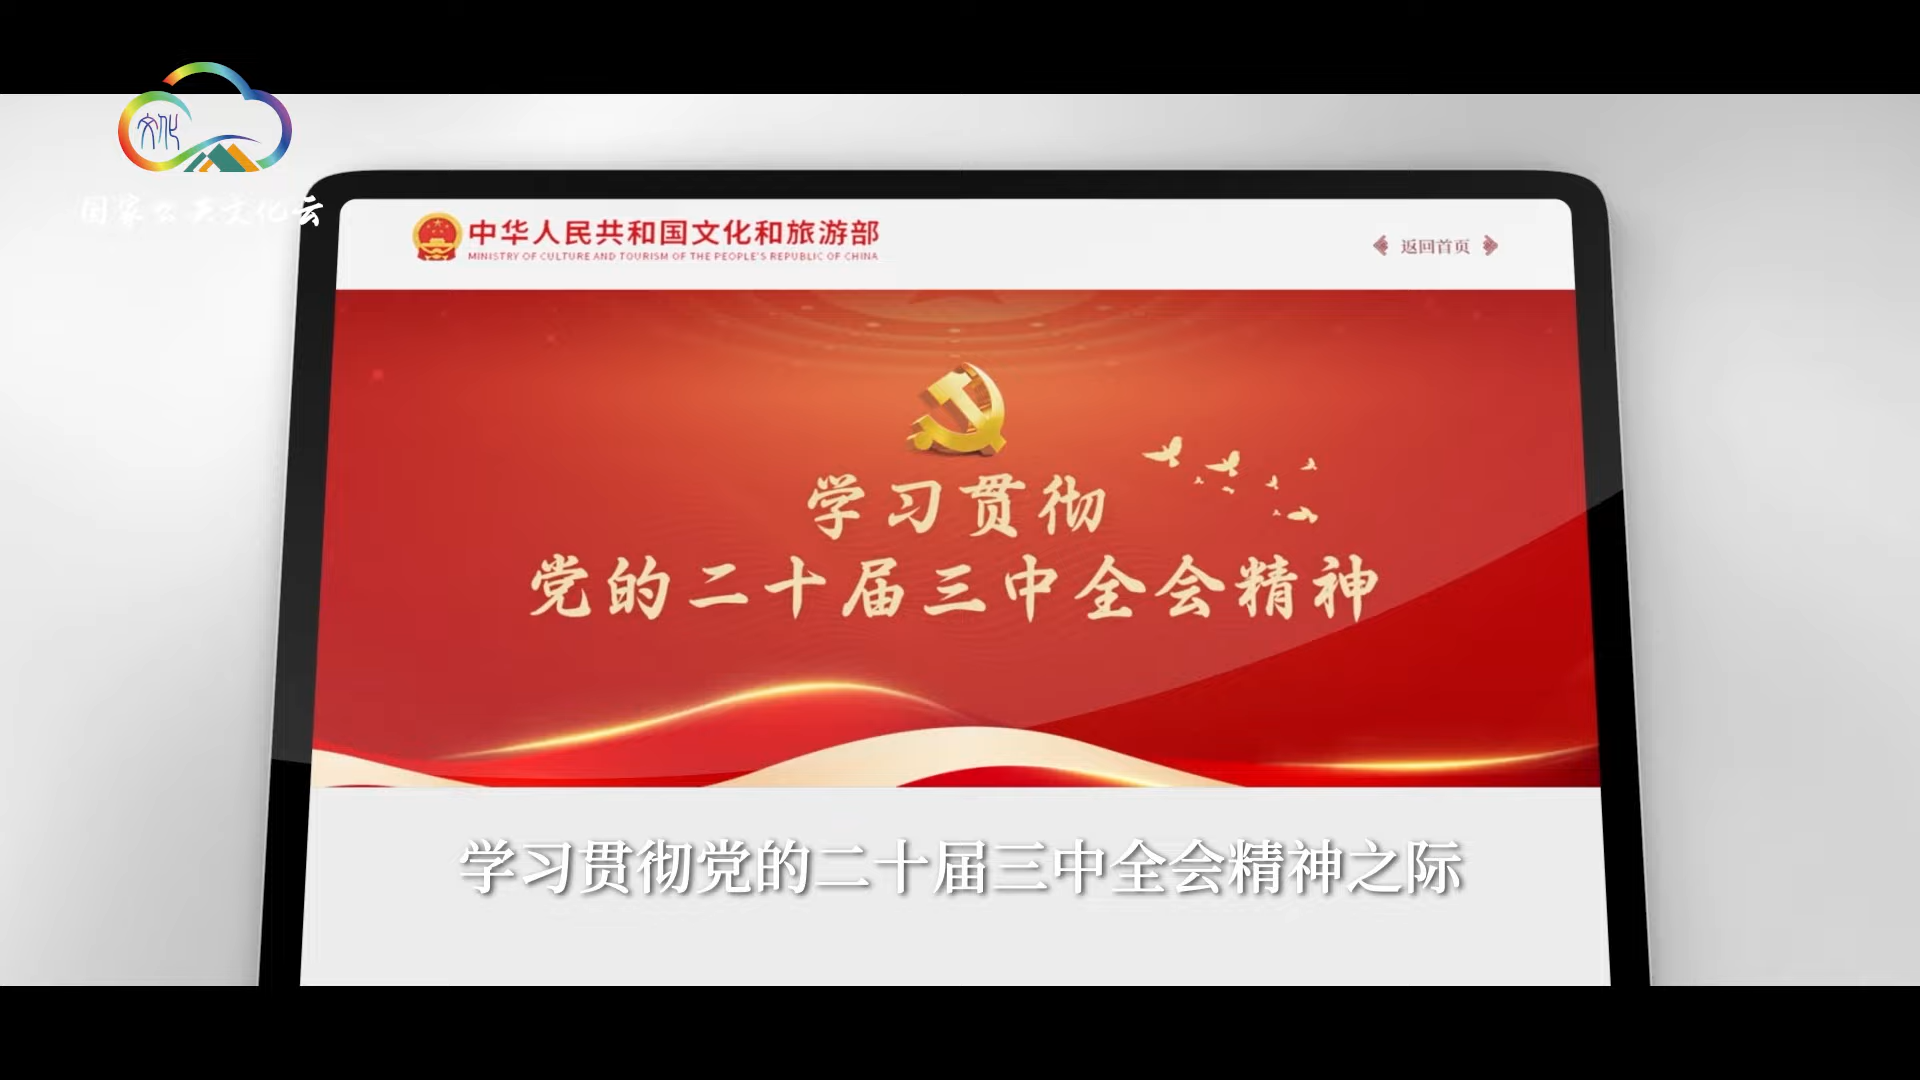 文化
国家公共文化云
中华人民共和国文化和旅游部
MINISTRY OF CULTURE AND TOURISM OF THE PEOPLE'S REPUBLIC OF CHINA
返回首页
学习贯彻
党的二十届三中全会精神
学习贯彻党的二十届三中全会精神之际